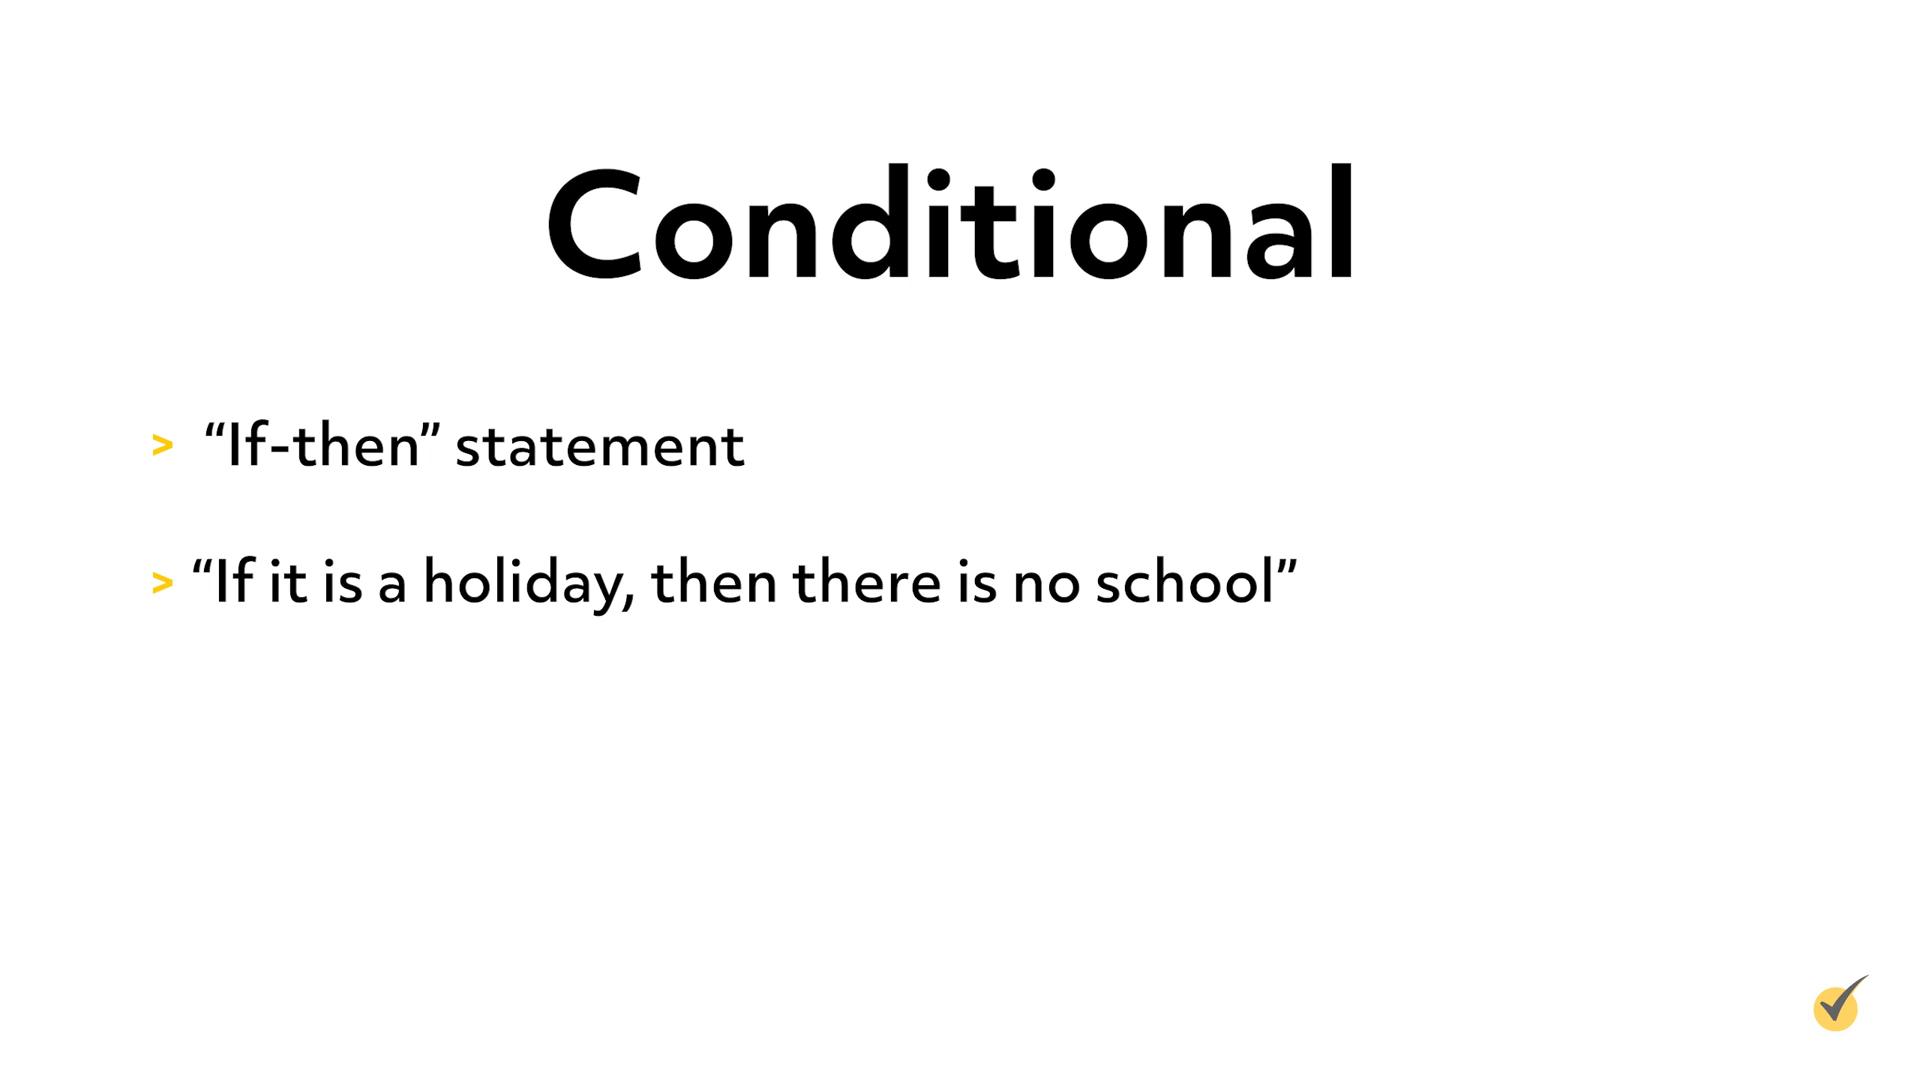 Conditional
> “If-then” statement
> “If it is a holiday, then there is no school”